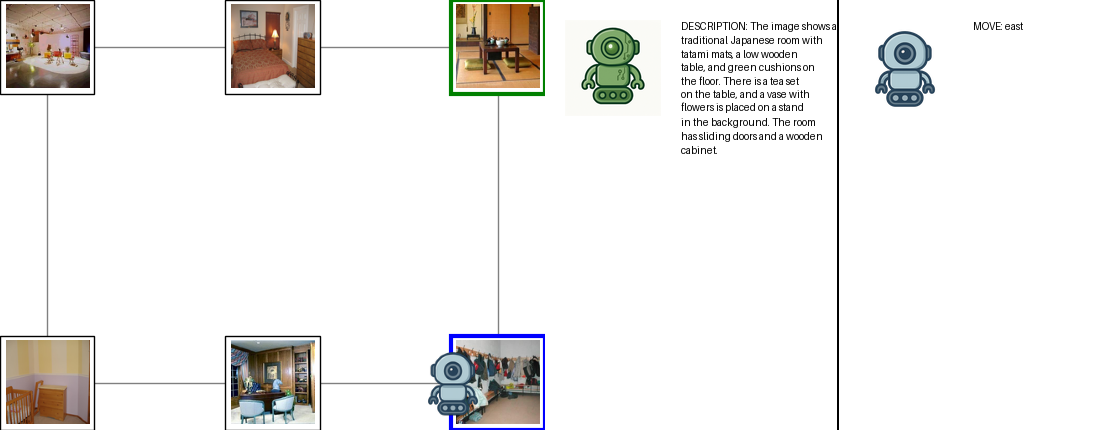 DESCRIPTION: The image shows a
traditional Japanese room with
tatami mats, a low wooden
table, and green cushions on
the floor. There is a tea set
on the table, and a vase with
flowers is placed on a stand
in the background. The room
has sliding doors and a wooden
cabinet.
MOVE: east